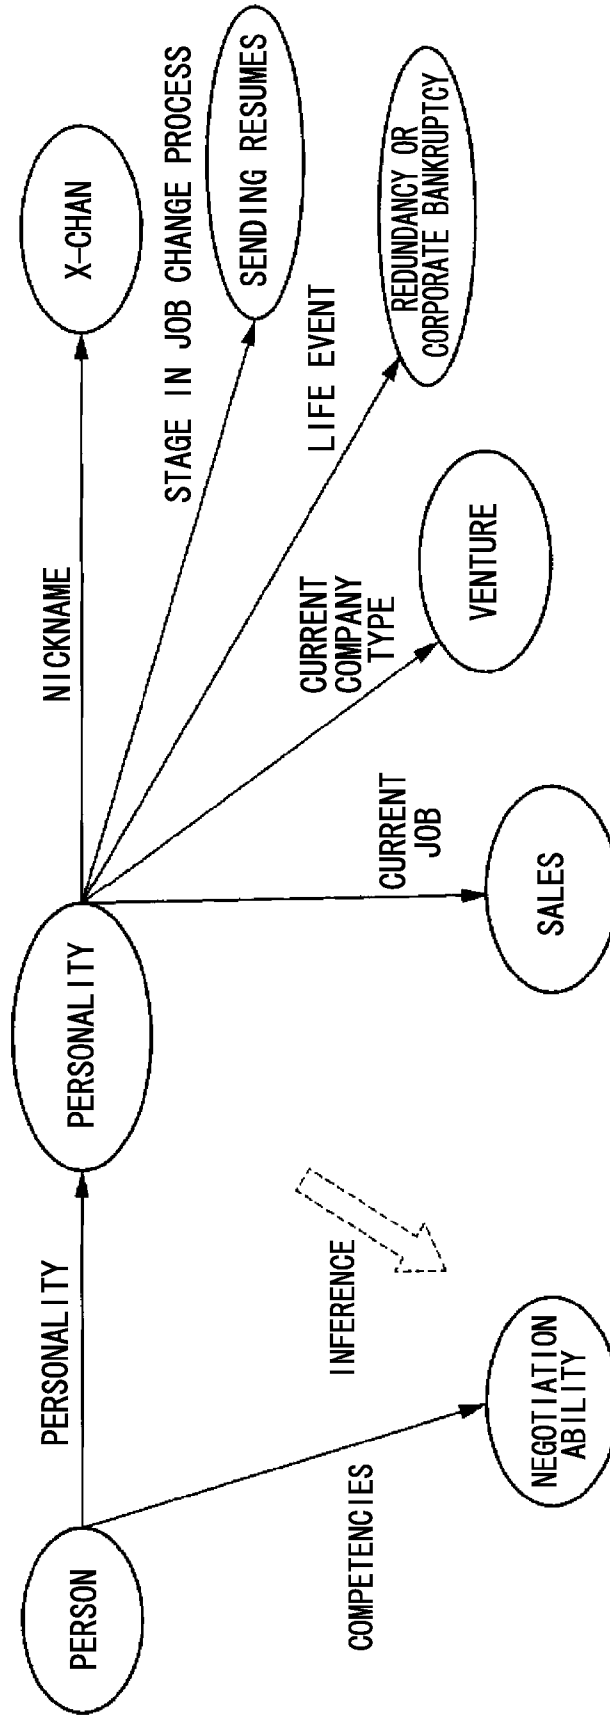 PERSON
PERSONALITY
PERSONALITY
NICKNAME
X-CHAN
STAGE IN JOB CHANGE PROCESS
SENDING RESUMES
LIFE EVENT
REDUNDANCY OR
CORPORATE BANKRUPTCY
CURRENT
COMPANY
TYPE
VENTURE
CURRENT
JOB
SALES
INFERENCE
COMPETENCIES
NEGOTIATION
ABILITY